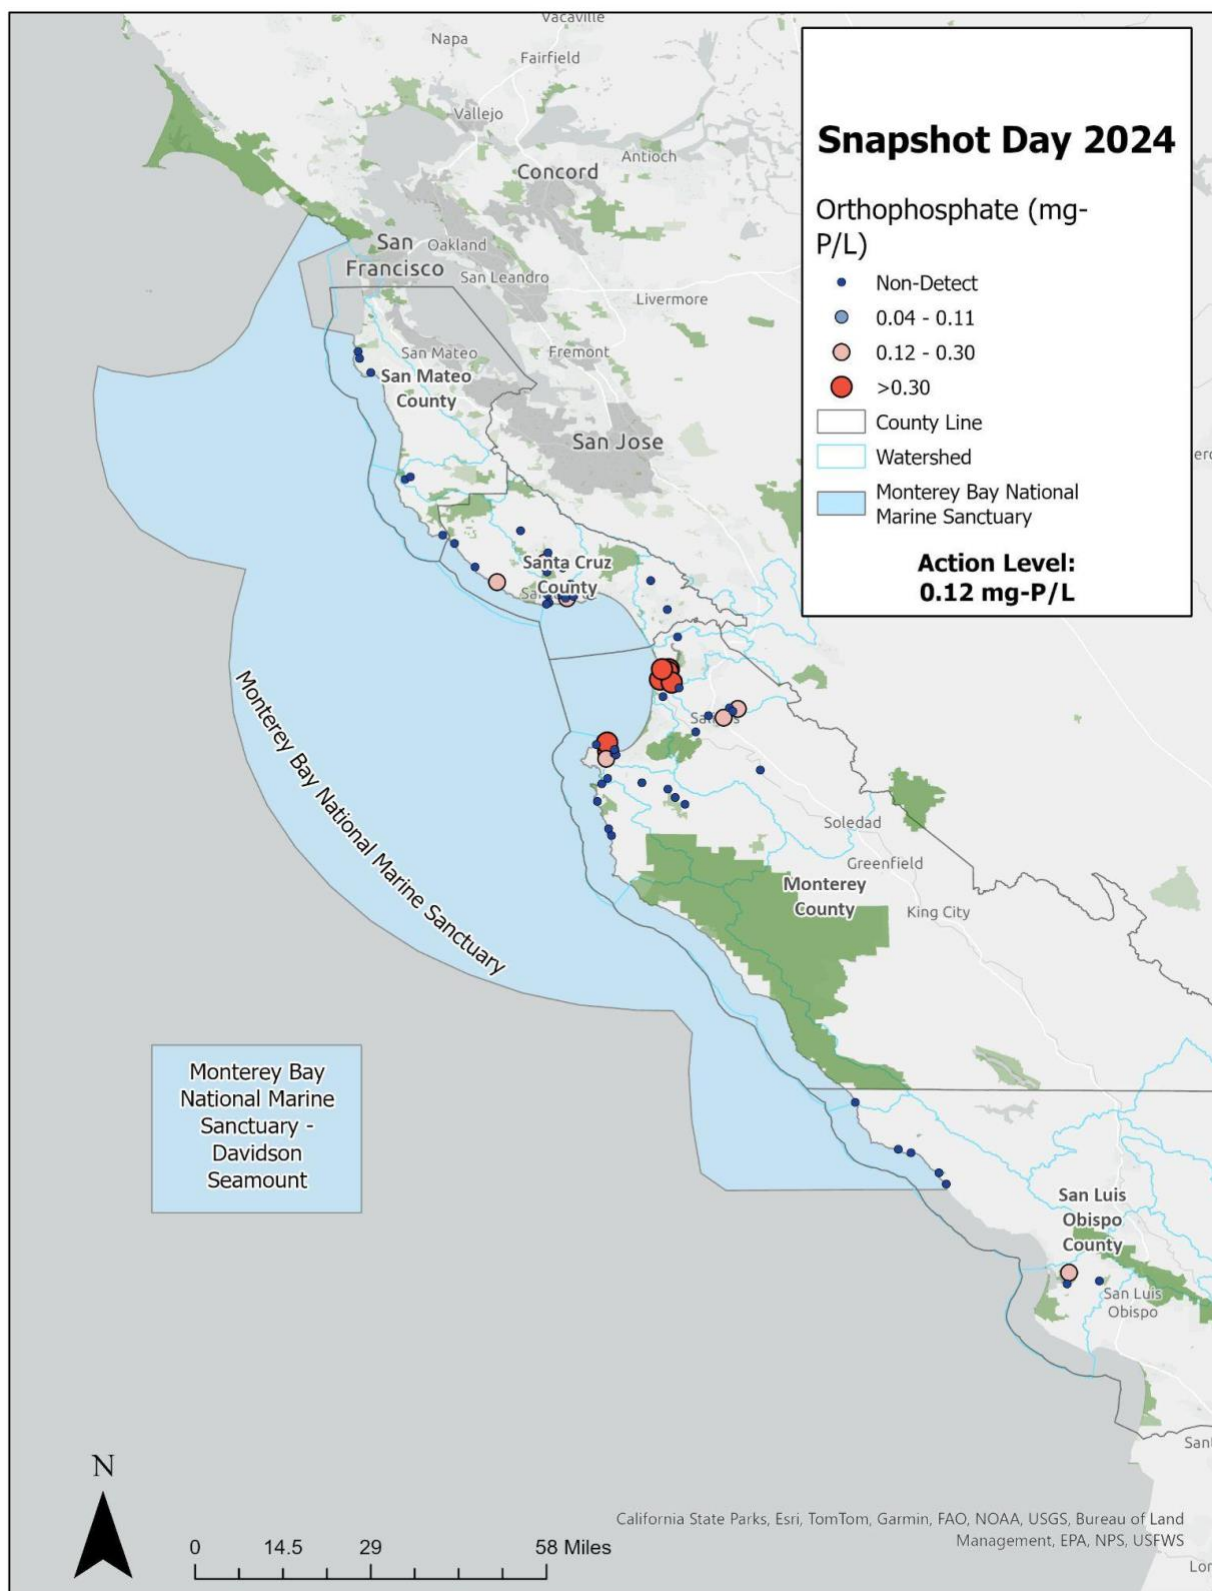 Vacaville
Napa
Fairfield
Vallejo
Antioch
Concord
San
Francisco
Oakland
San Leandro
Livermore
San Mateo
Fremont
San Mateo
County
San Jose
Santa Cruz
County
Soledad
Greenfield
Monterey
County
King City
Monterey Bay National Marine Sanctuary
Monterey Bay
National Marine
Sanctuary -
Davidson
Seamount
San Luis
Obispo
County
San Luis
Obispo
Snapshot Day 2024
Orthophosphate (mg-
P/L)
Non-Detect
0.04 - 0.11
0.12 - 0.30
>0.30
County Line
Watershed
Monterey Bay National
Marine Sanctuary
Action Level:
0.12 mg-P/L
N
0 14.5 29 58 Miles
California State Parks, Esri, TomTom, Garmin, FAO, NOAA, USGS, Bureau of Land
Management, EPA, NPS, USFWS